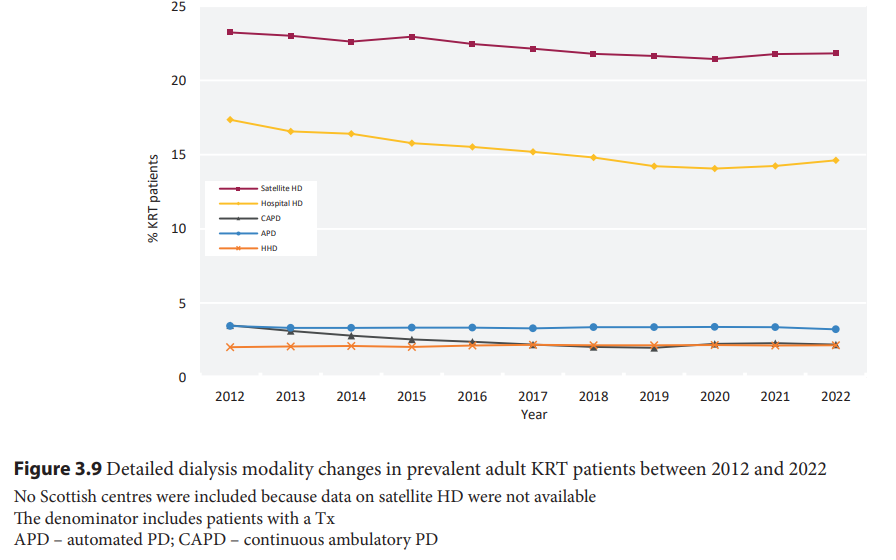 25
20
15
10
5
0
% KRT patients
Satellite HD
Hospital HD
CAPD
APD
HHD
2012 2013 2014 2015 2016 2017 2018 2019 2020 2021 2022
Year
Figure 3.9 Detailed dialysis modality changes in prevalent adult KRT patients between 2012 and 2022
No Scottish centres were included because data on satellite HD were not available
The denominator includes patients with a Tx
APD – automated PD; CAPD – continuous ambulatory PD